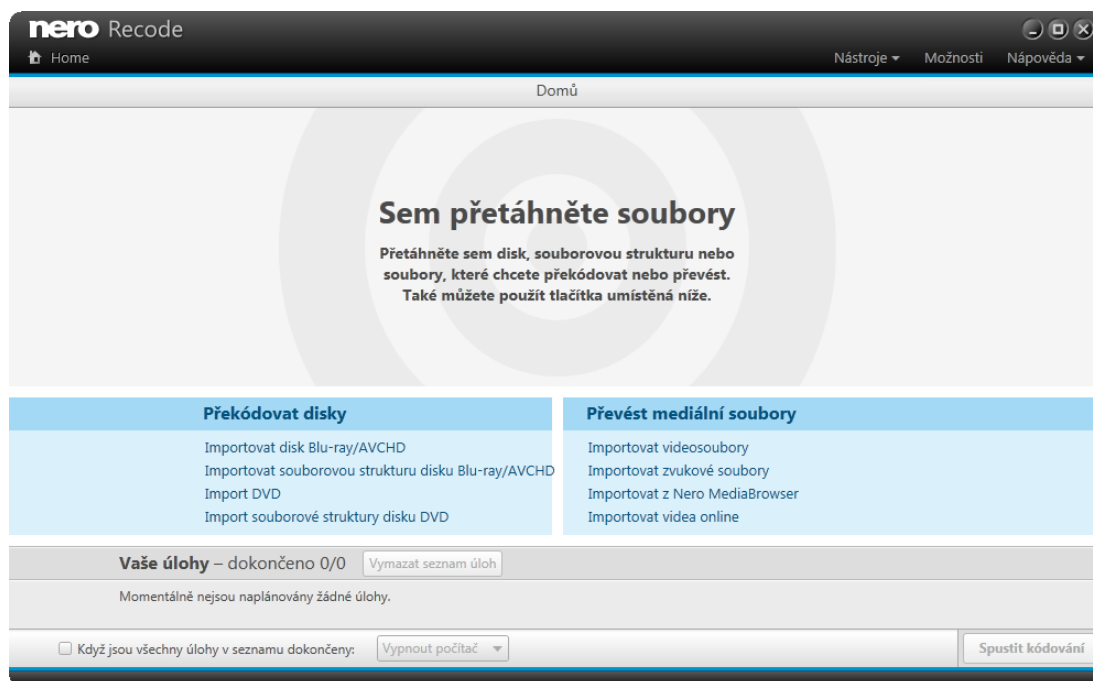 nero Recode
Home
Nástroje
Možnosti
Nápověda
Domů
Sem přetáhněte soubory
Přetáhněte sem disk, souborovou strukturu nebo
soubory, které chcete překódovat nebo převést.
Také můžete použít tlačítka umístěná níže.
Překódovat disky
Importovat disk Blu-ray/AVCHD
Importovat souborovou strukturu disku Blu-ray/AVCHD
Import DVD
Import souborové struktury disku DVD
Převést mediální soubory
Importovat videosoubory
Importovat zvukové soubory
Importovat z Nero MediaBrowser
Importovat videa online
Vaše úlohy – dokončeno 0/0
Vymazat seznam úloh
Momentálně nejsou naplánovány žádné úlohy.
Když jsou všechny úlohy v seznamu dokončeny:
Vypnout počítač
Spustit kódování